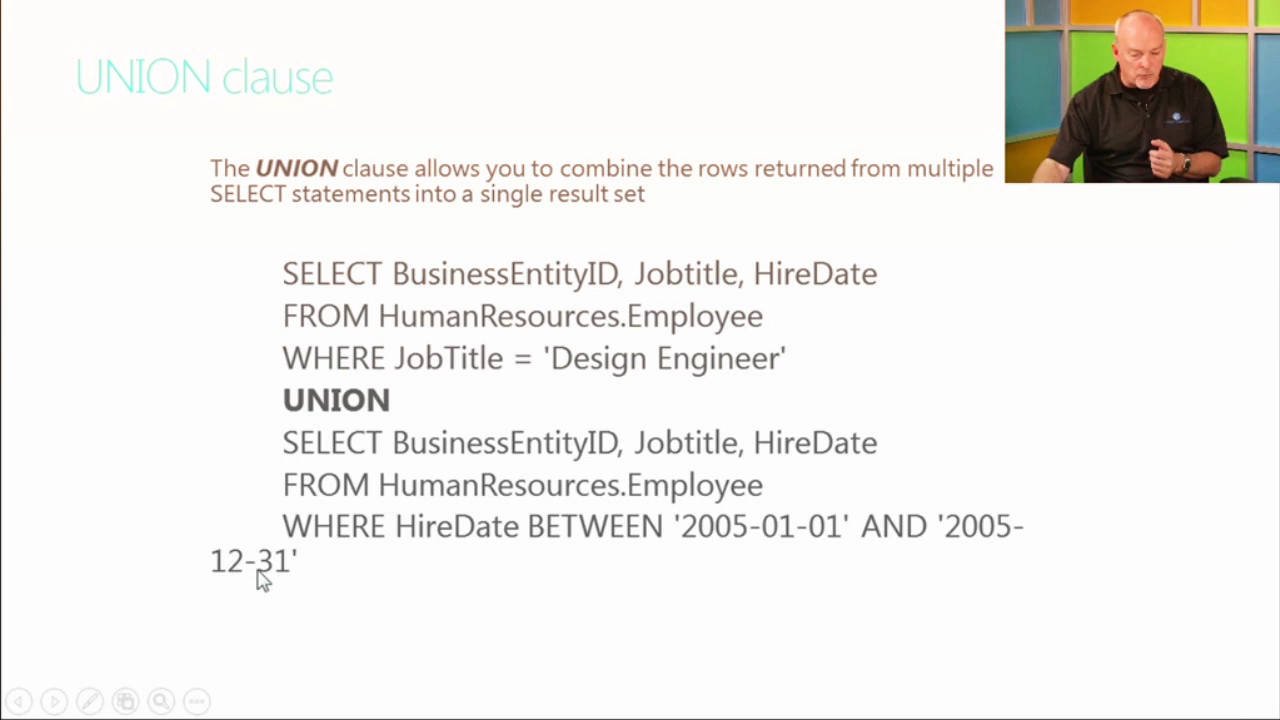 UNION clause
The UNION clause allows you to combine the rows returned from multiple
SELECT statements into a single result set
SELECT BusinessEntityID, Jobtitle, HireDate
FROM HumanResources.Employee
WHERE JobTitle = 'Design Engineer'
UNION
SELECT BusinessEntityID, Jobtitle, HireDate
FROM HumanResources.Employee
WHERE HireDate BETWEEN '2005-01-01' AND '2005-
12-31'